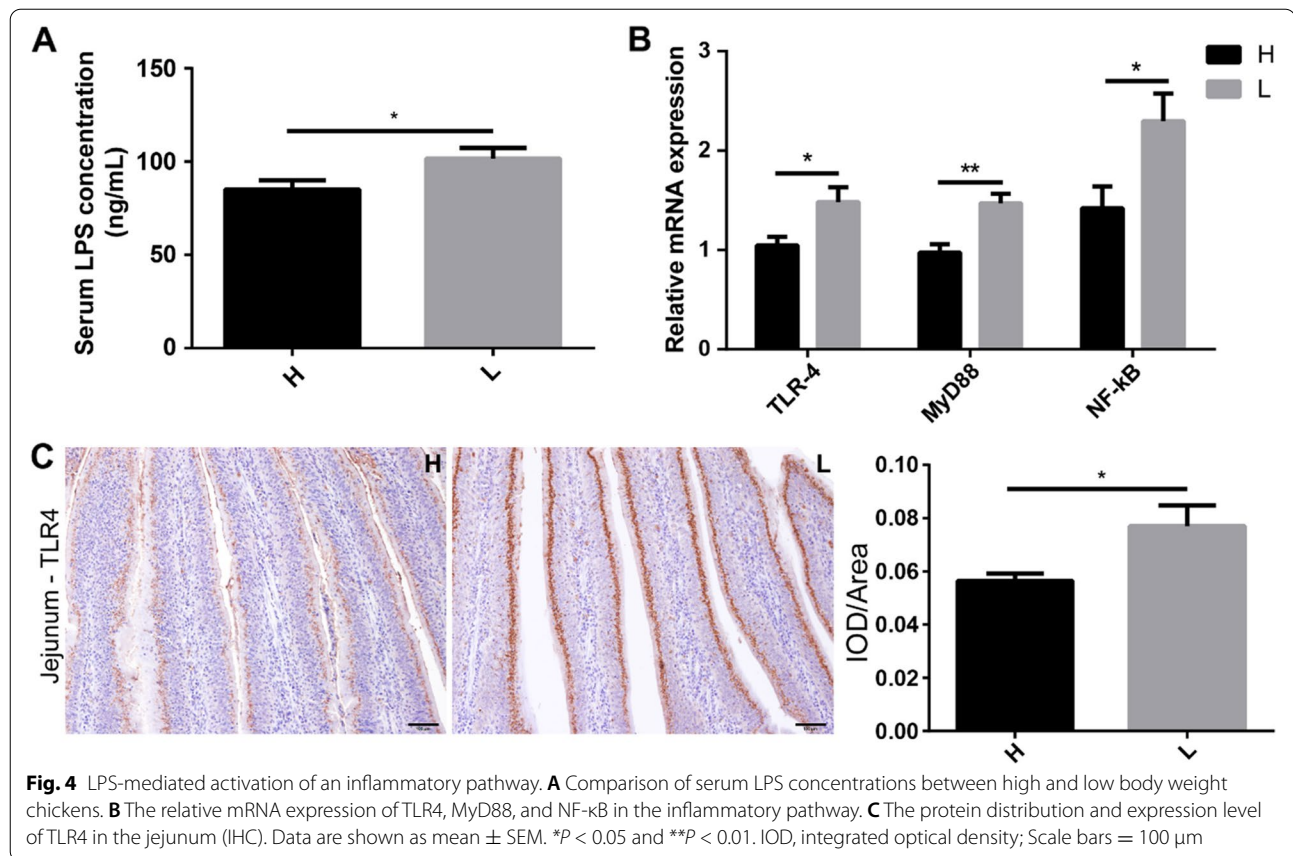 A
B
Serum LPS concentration
(ng/mL)
150
100
50
0
*
H
L
Relative mRNA expression
3
2
1
0
*
**
*
H
L
TLR-4
MyD88
NF-kB
C
Jejunum - TLR4
H
L
100 μm
100 μm
IOD/Area
0.10
0.08
0.06
0.04
0.02
0.00
*
H
L
Fig. 4 LPS-mediated activation of an inflammatory pathway. A Comparison of serum LPS concentrations between high and low body weight
chickens. B The relative mRNA expression of TLR4, MyD88, and NF-κB in the inflammatory pathway. C The protein distribution and expression level
of TLR4 in the jejunum (IHC). Data are shown as mean ± SEM. *P < 0.05 and **P < 0.01. IOD, integrated optical density; Scale bars = 100 μm